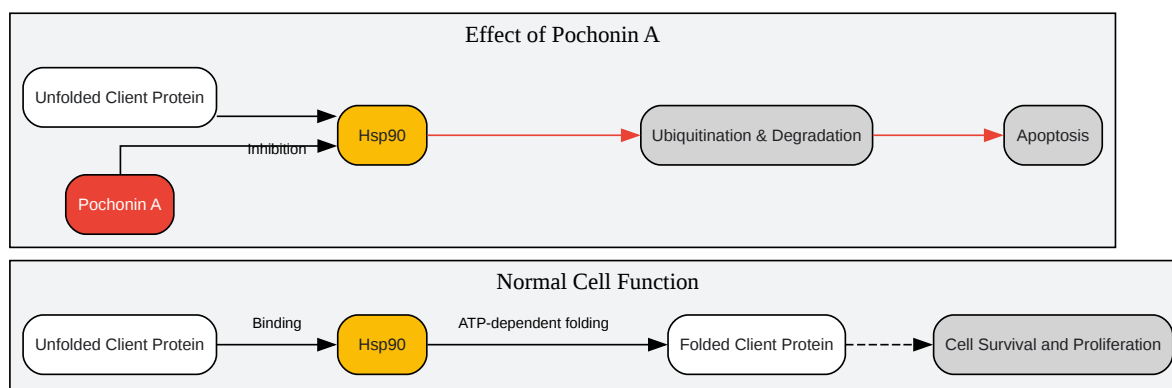 Effect of Pochonin A
Unfolded Client Protein
Hsp90
Ubiquitination & Degradation
Apoptosis
Inhibition
Pochonin A
Normal Cell Function
Unfolded Client Protein
Binding
Hsp90
ATP-dependent folding
Folded Client Protein
Cell Survival and Proliferation